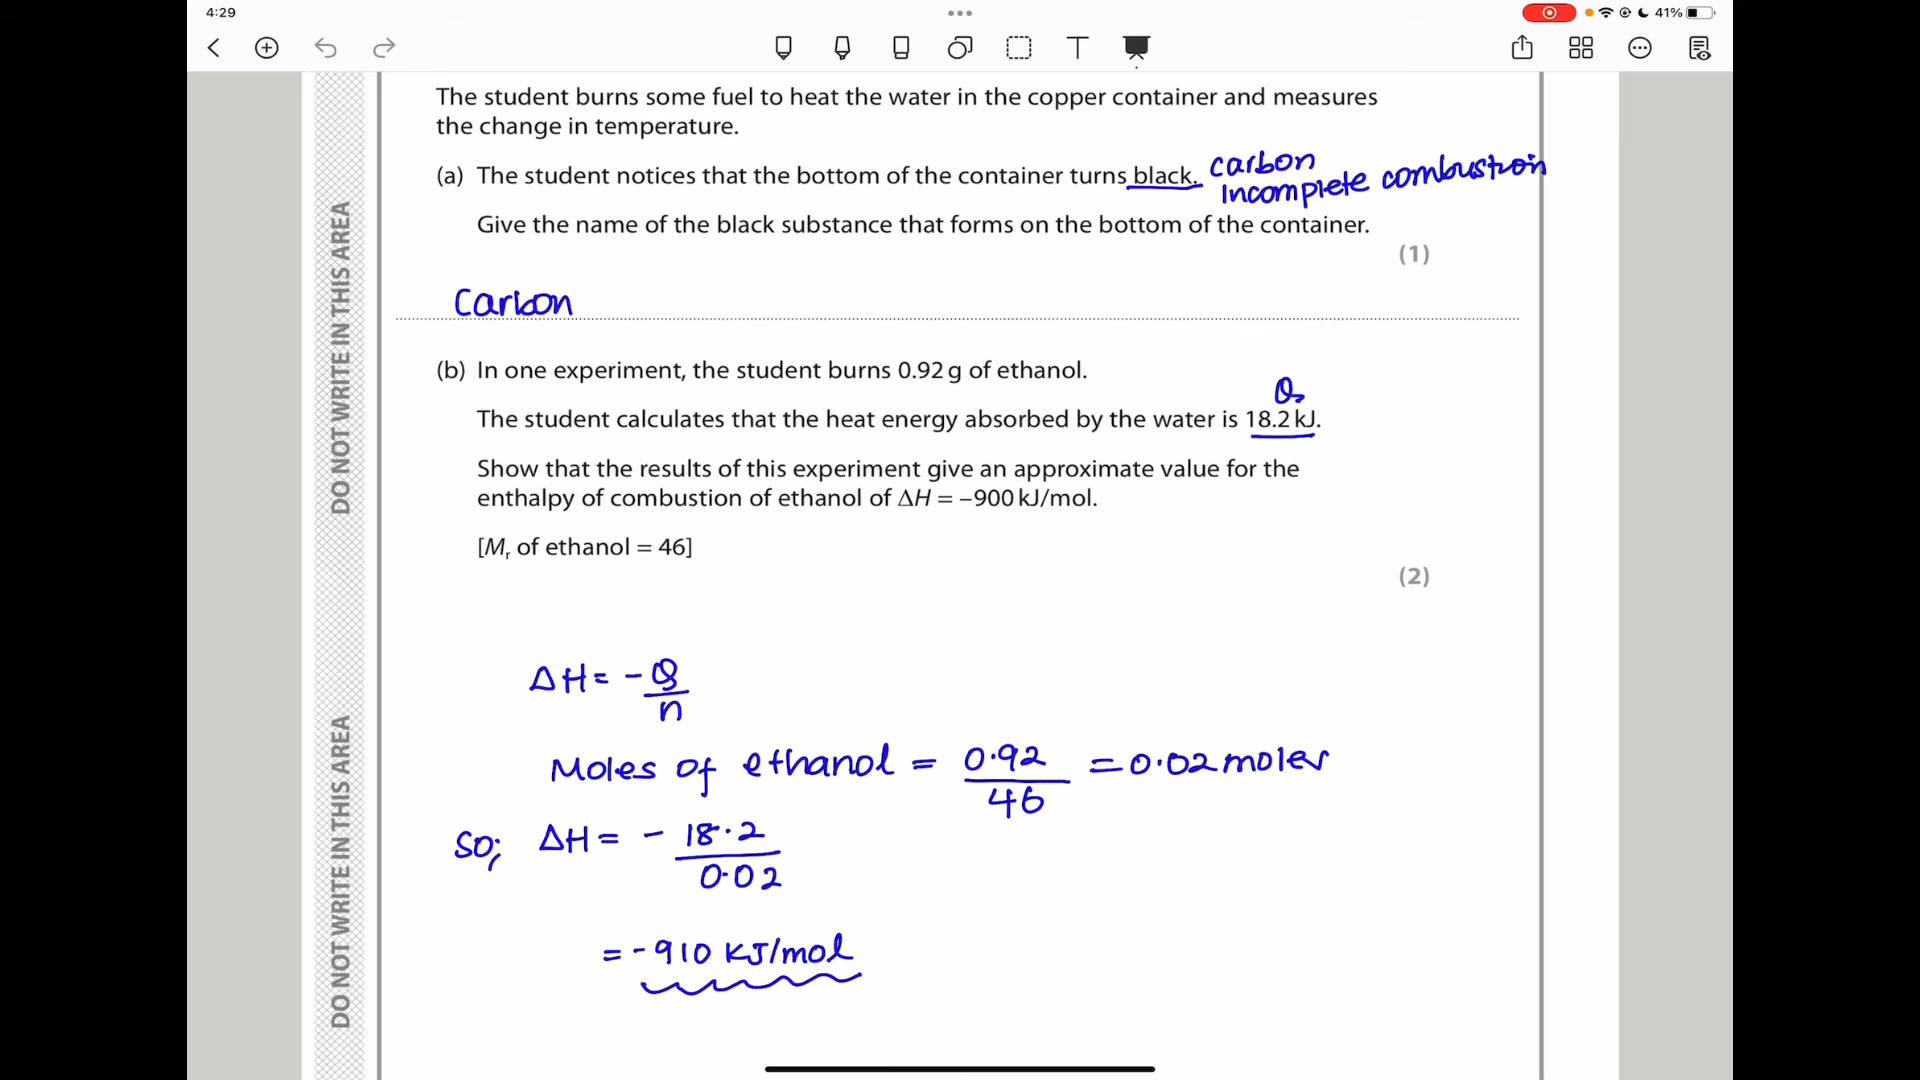 4:29
41%
The student burns some fuel to heat the water in the copper container and measures
the change in temperature.
(a) The student notices that the bottom of the container turns black. carbon
incomplete combustion
Give the name of the black substance that forms on the bottom of the container.
(1)
Carbon
(b) In one experiment, the student burns 0.92 g of ethanol.
Q
The student calculates that the heat energy absorbed by the water is 18.2 kJ.
Show that the results of this experiment give an approximate value for the
enthalpy of combustion of ethanol of ΔH = –900 kJ/mol.
[Mr of ethanol = 46]
(2)
ΔH = - Q
n
Moles of ethanol = 0.92 = 0.02 moles
46
SO; ΔH = - 18.2
0.02
= -910 KJ/mol
DO NOT WRITE IN THIS AREA
DO NOT WRITE IN THIS AREA